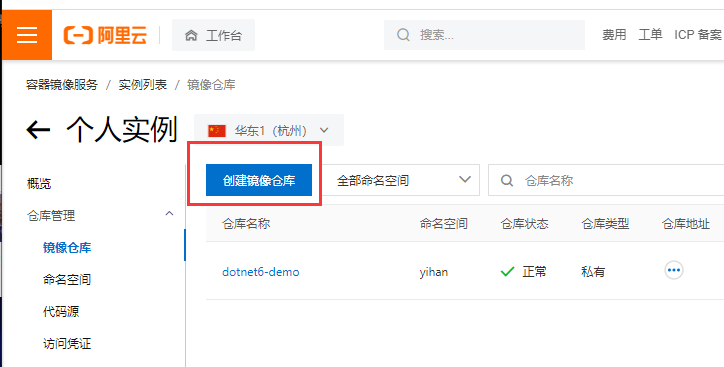 阿里云 工作台 搜索... 费用 工单 ICP 备案
容器镜像服务 / 实例列表 / 镜像仓库
个人实例 华东1（杭州）
创建镜像仓库 全部命名空间 仓库名称
概览
仓库管理
镜像仓库
命名空间
代码源
访问凭证
仓库名称 命名空间 仓库状态 仓库类型 仓库地址
dotnet6-demo yihan 正常 私有